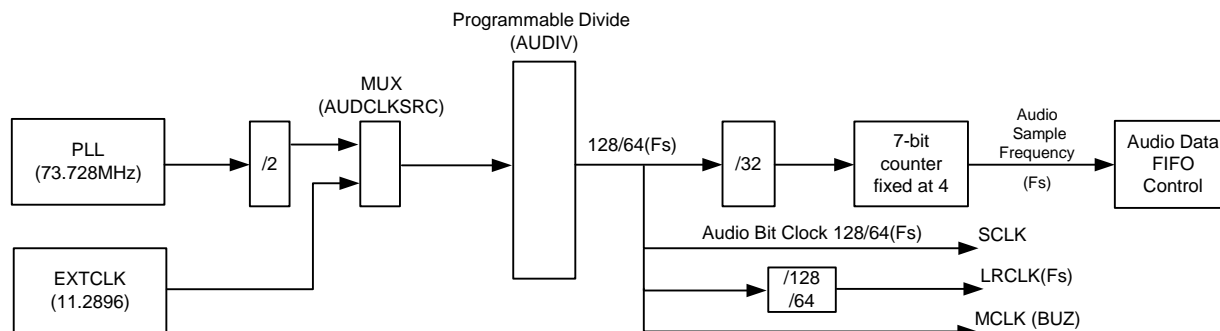 Programmable Divide
(AUDIV)
MUX
(AUDCLKSRC)
PLL
(73.728MHz)
/2
128/64(Fs)
/32
7-bit
counter
fixed at 4
Audio
Sample
Frequency
(Fs)
Audio Data
FIFO
Control
Audio Bit Clock 128/64(Fs)
SCLK
EXTCLK
(11.2896)
/128
/64
LRCLK(Fs)
MCLK (BUZ)